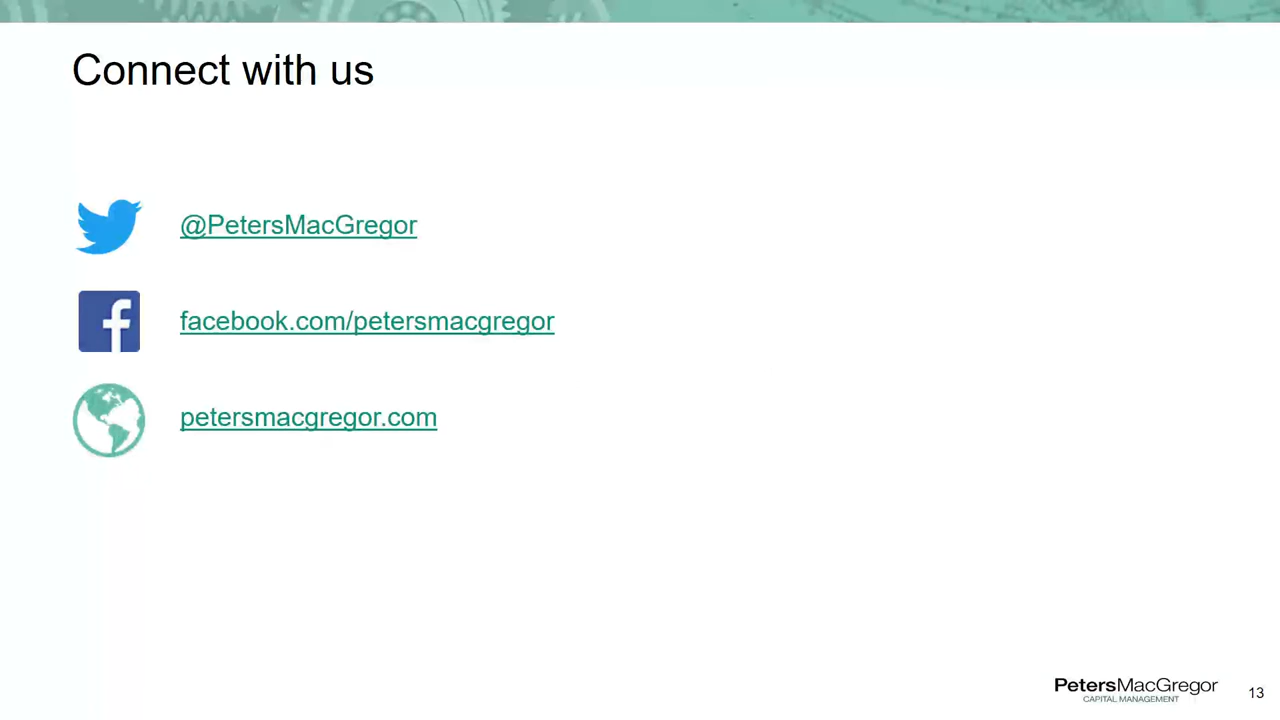 Connect with us
@PetersMacGregor
facebook.com/petersmacgregor
petersmacgregor.com
PetersMacGregor
CAPITAL MANAGEMENT
13